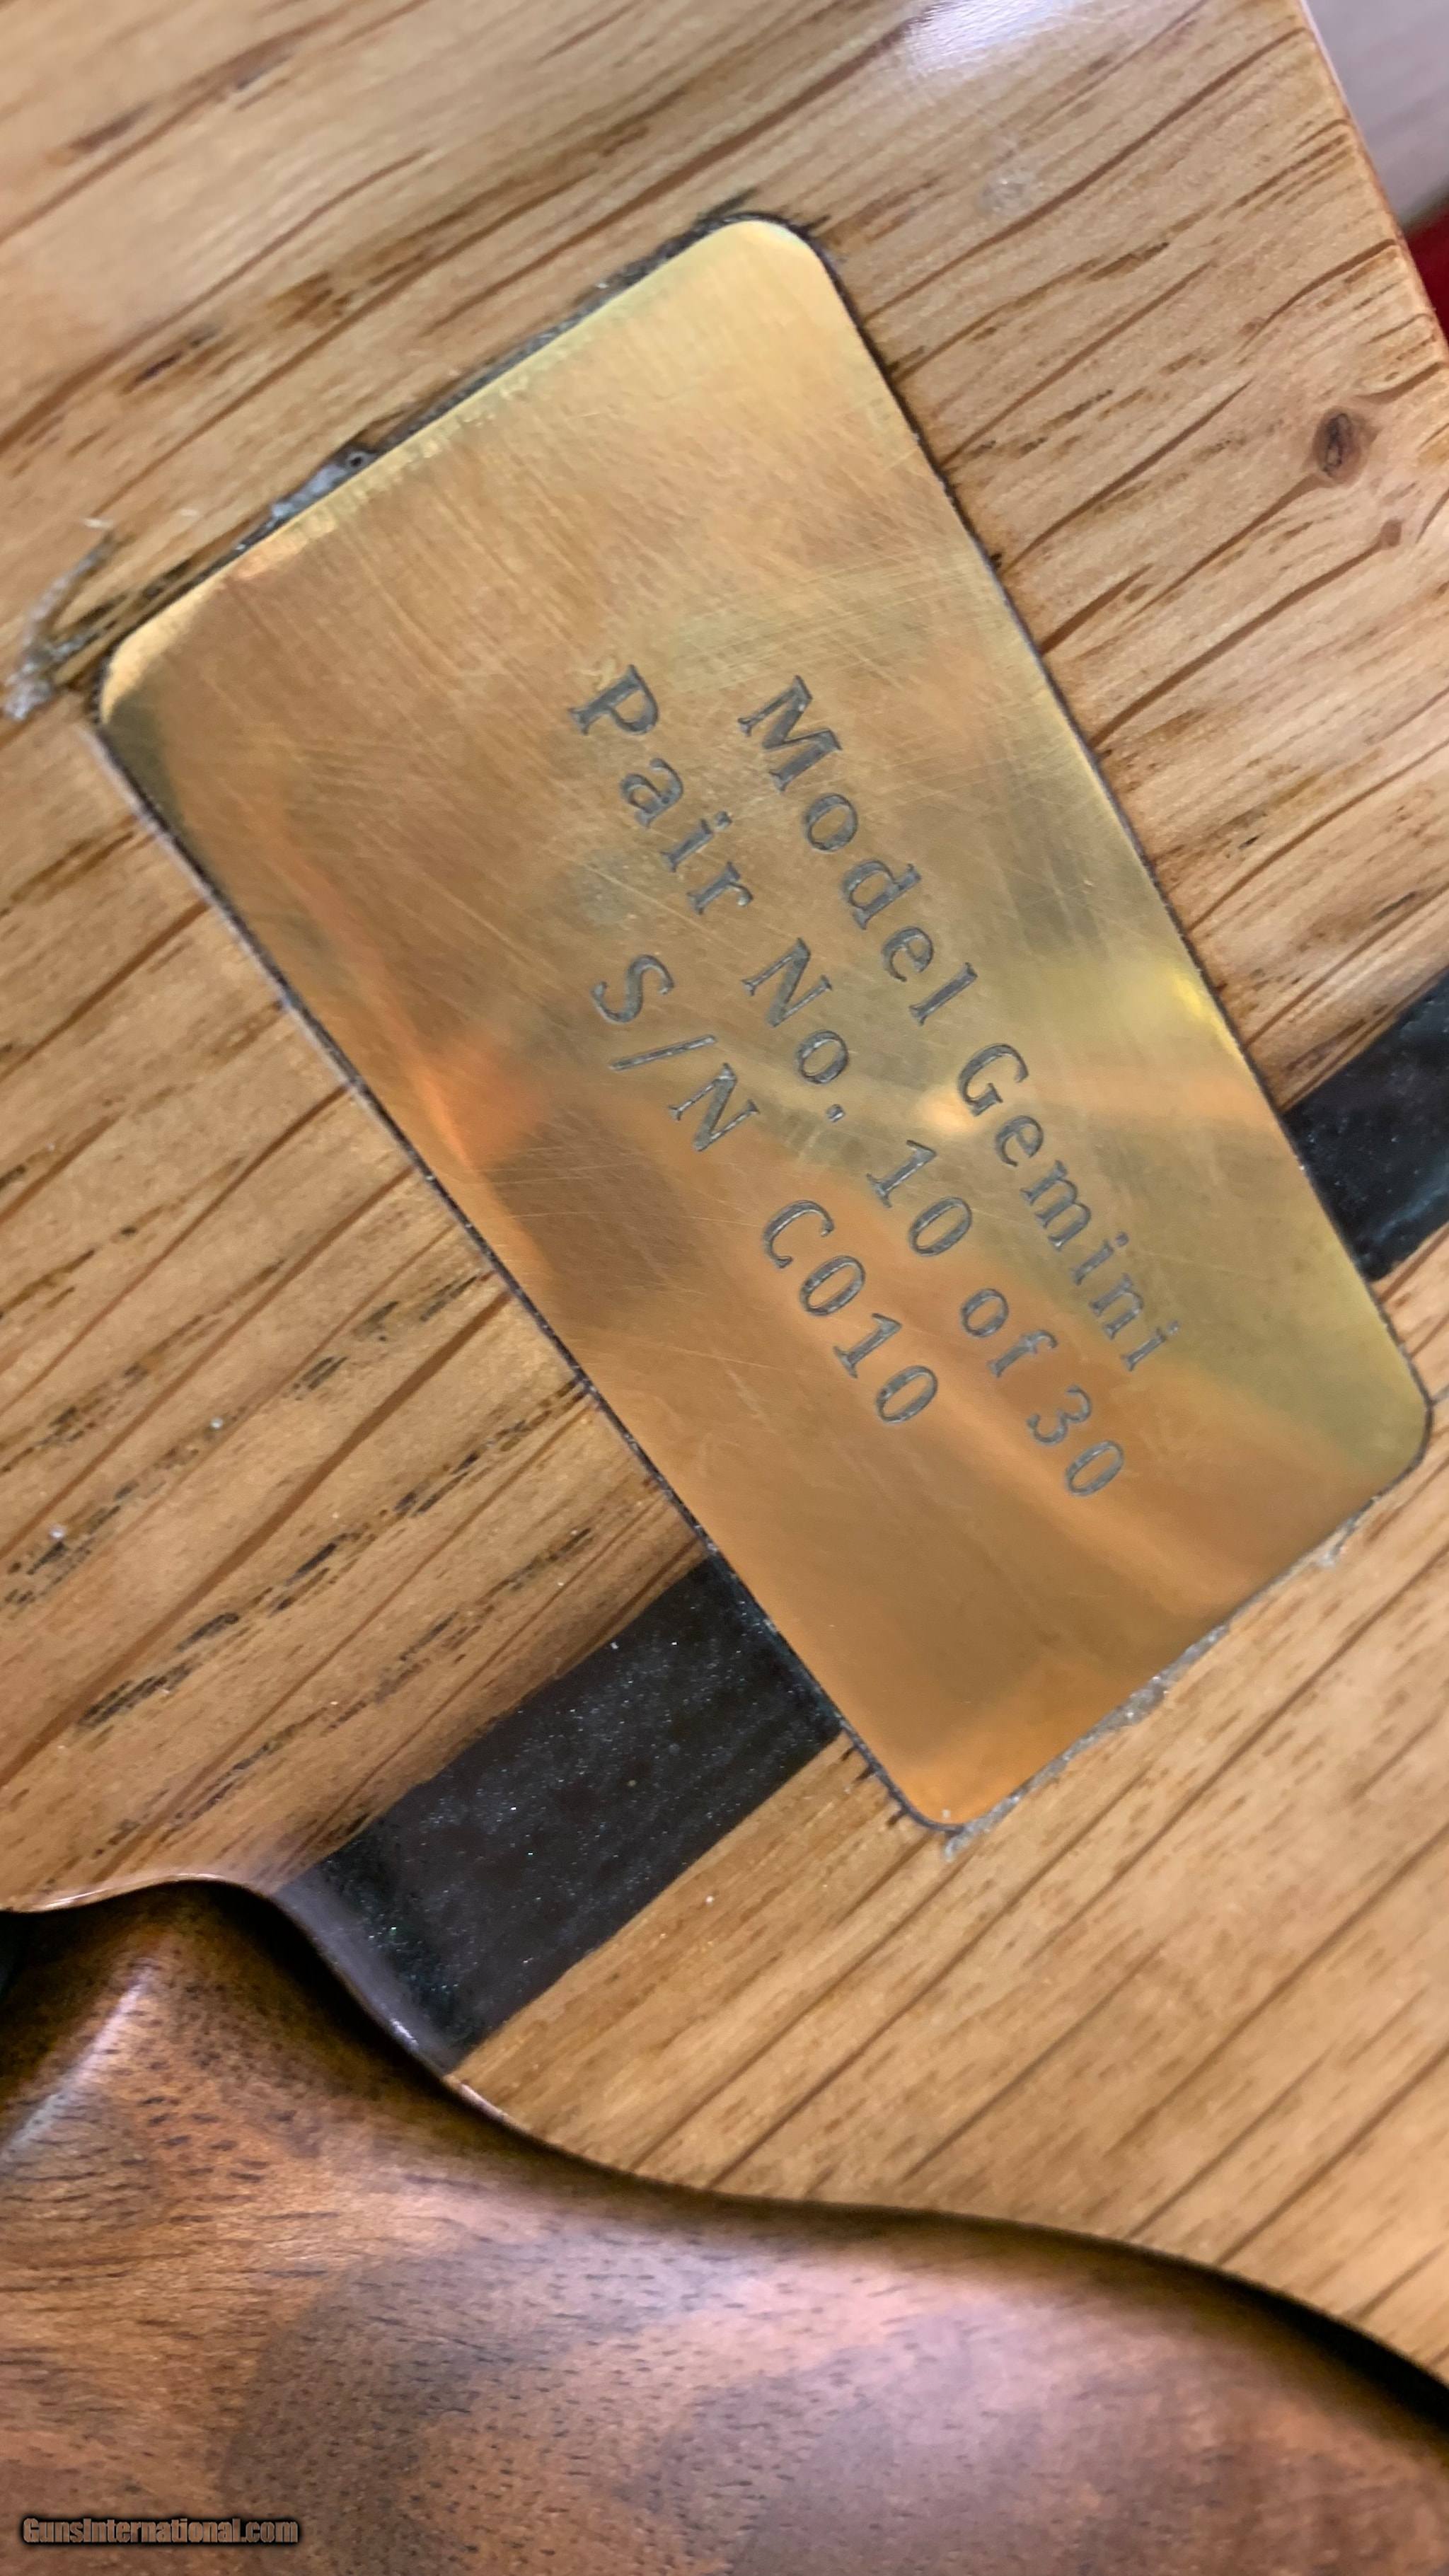 Model Gemini
Pair No. 10 of 30
S/N C010
GunsInternational.com